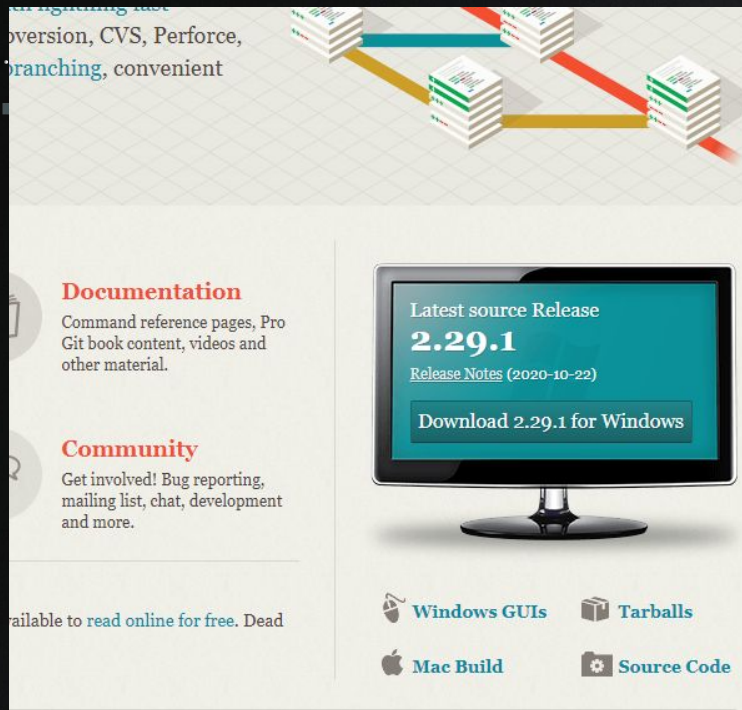 lightning fast
CVS, Perforce,
branching, convenient
Documentation
Command reference pages, Pro
Git book content, videos and
other material.
Community
Get involved! Bug reporting,
mailing list, chat, development
and more.
to read online for free. Dead
Latest source Release
2.29.1
Release Notes (2020-10-22)
Download 2.29.1 for Windows
Windows GUIs
Tarballs
Mac Build
Source Code